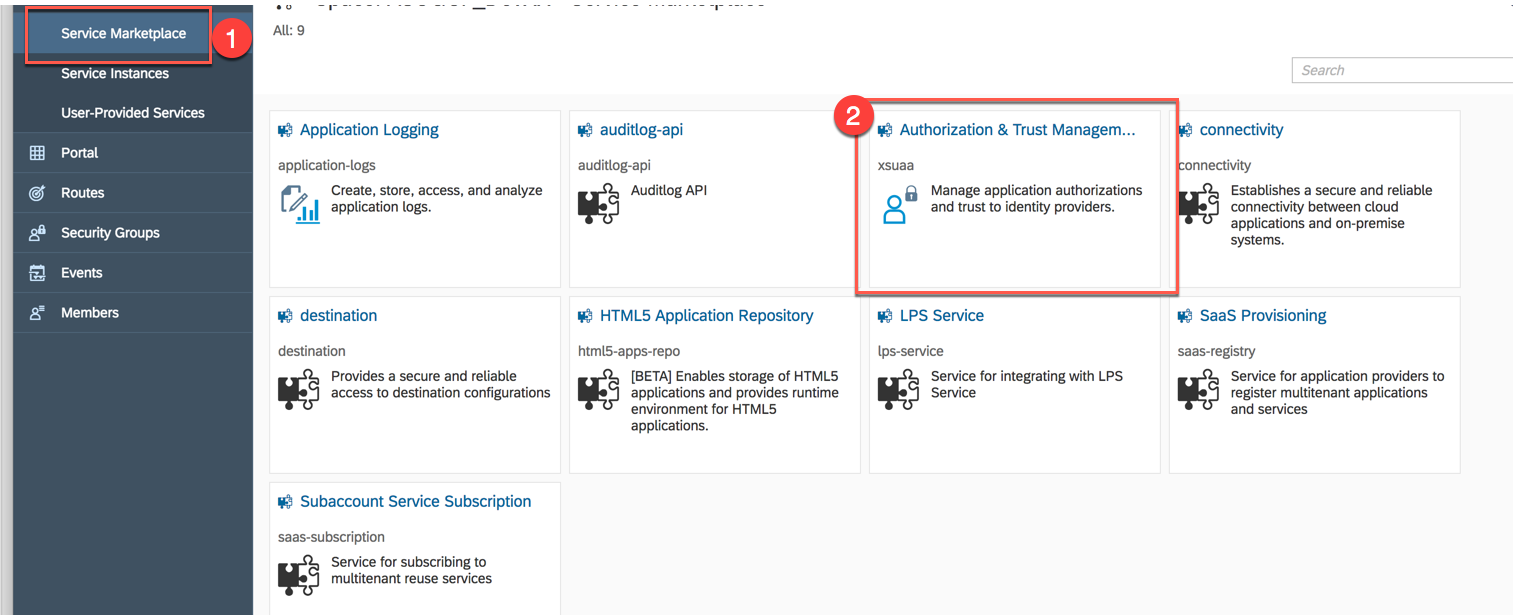 Service Marketplace
1
Service Instances
User-Provided Services
Portal
Routes
Security Groups
Events
Members
All: 9
Search
Application Logging
application-logs
Create, store, access, and analyze
application logs.
auditlog-api
auditlog-api
Auditlog API
2
Authorization & Trust Managem...
xsuaa
Manage application authorizations
and trust to identity providers.
connectivity
connectivity
Establishes a secure and reliable
connectivity between cloud
applications and on-premise
systems.
destination
destination
Provides a secure and reliable
access to destination configurations
HTML5 Application Repository
html5-apps-repo
[BETA] Enables storage of HTML5
applications and provides runtime
environment for HTML5
applications.
LPS Service
lps-service
Service for integrating with LPS
Service
SaaS Provisioning
saas-registry
Service for application providers to
register multitenant applications
and services
Subaccount Service Subscription
saas-subscription
Service for subscribing to
multitenant reuse services